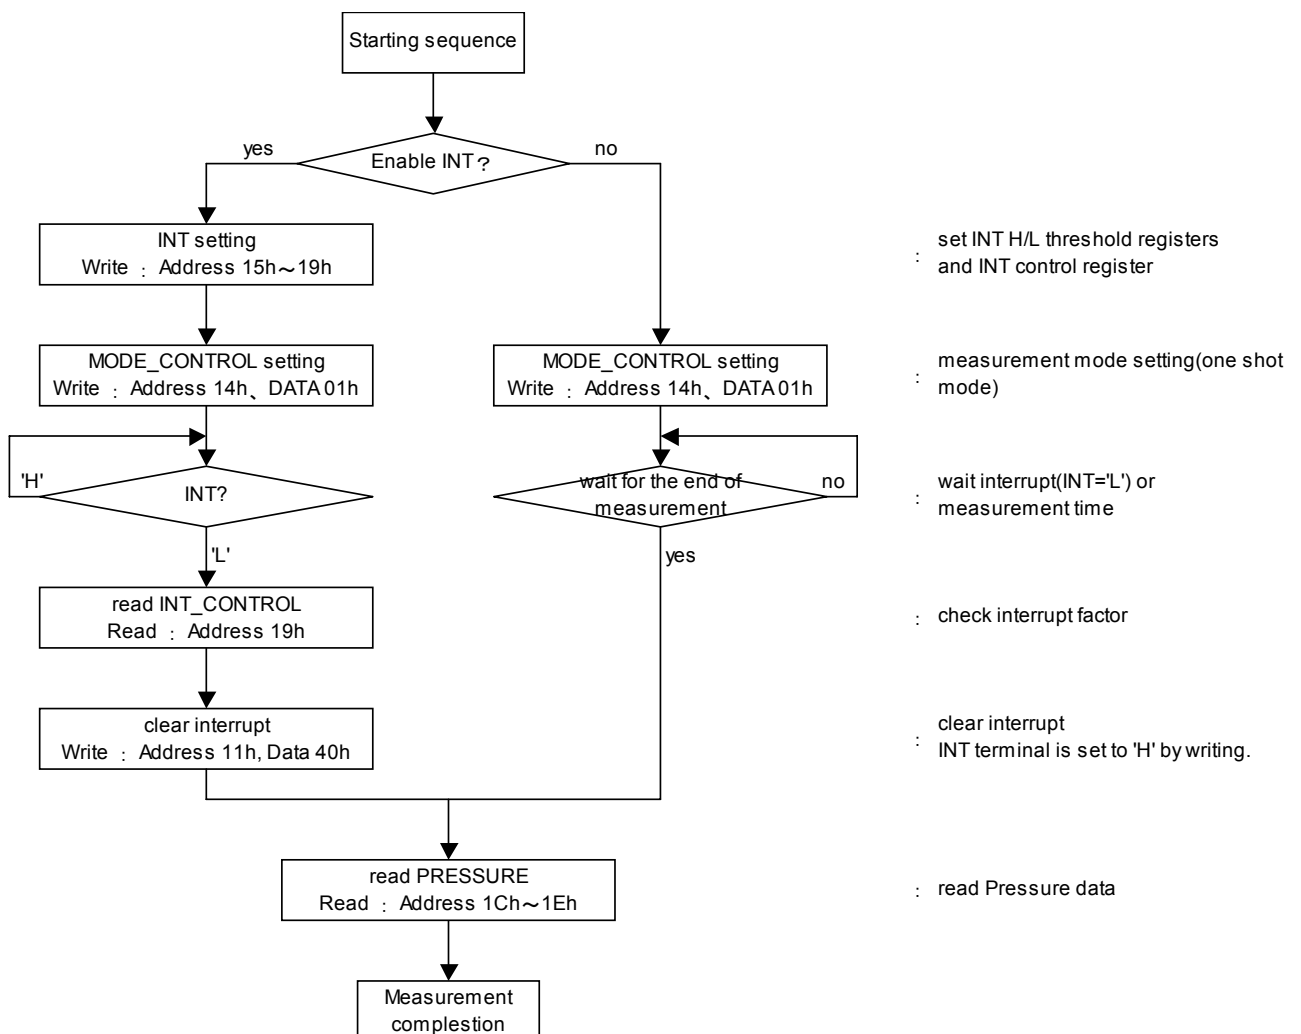 Starting sequence
yes
Enable INT？
no
INT setting
Write : Address 15h～19h
: set INT H/L threshold registers
and INT control register
MODE_CONTROL setting
Write : Address 14h、DATA 01h
MODE_CONTROL setting
Write : Address 14h、DATA 01h
: measurement mode setting(one shot
mode)
'H'
INT?
wait for the end of
measurement
no
: wait interrupt(INT='L') or
measurement time
'L'
yes
read INT_CONTROL
Read : Address 19h
: check interrupt factor
clear interrupt
Write : Address 11h, Data 40h
: clear interrupt
INT terminal is set to 'H' by writing.
read PRESSURE
Read : Address 1Ch～1Eh
: read Pressure data
Measurement
complestion